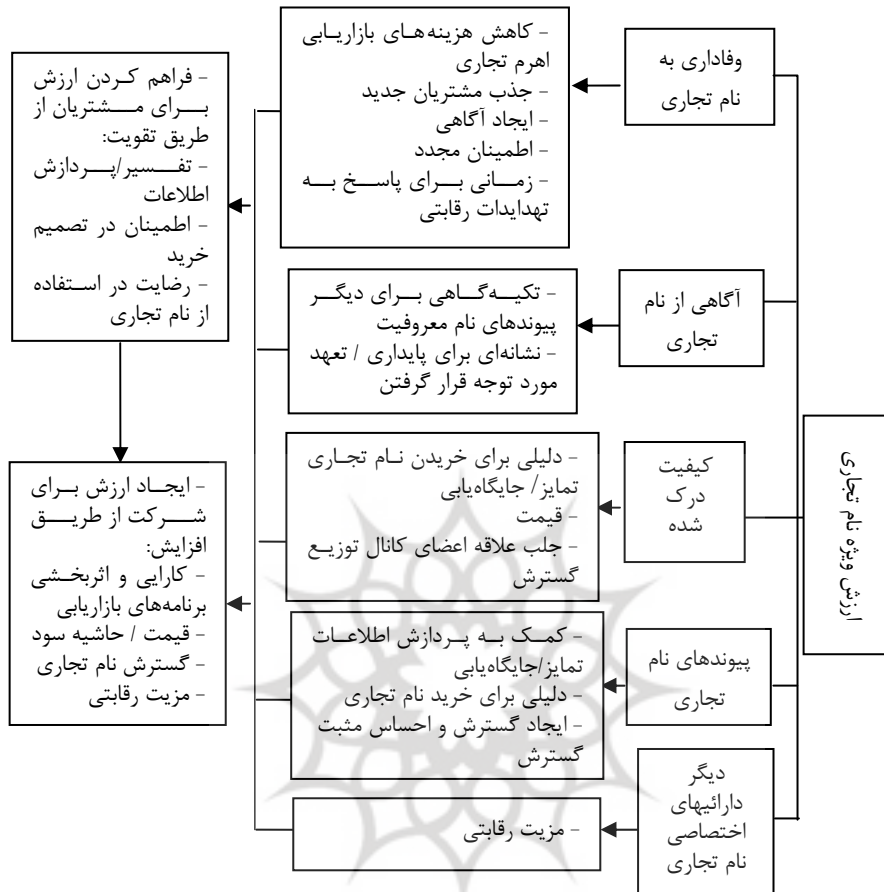 ارزش ویژه نام تجاری
وفاداری به
نام تجاری
- کاهش هزینه‌های بازاریابی
اهرم تجاری
- جذب مشتریان جدید
- ایجاد آگاهی
- اطمینان مجدد
- زمانی برای پاسخ به
تهدایدات رقابتی
آگاهی از نام
تجاری
- تکیه‌گاهی برای دیگر
پیوندهای نام معروفیت
- نشانه‌ای برای پایداری / تعهد
مورد توجه قرار گرفتن
کیفیت
درک
شده
- دلیلی برای خریدن نام تجاری
تمایز/ جایگاه‌یابی
- قیمت
- جلب علاقه اعضای کانال توزیع
گسترش
پیوندهای نام
تجاری
- کمک به پردازش اطلاعات
تمایز/جایگاه‌یابی
- دلیلی برای خرید نام تجاری
- ایجاد گسترش و احساس مثبت
گسترش
دیگر
دارائیهای
اختصاصی
نام تجاری
- مزیت رقابتی
- فراهم کردن ارزش
برای مشتریان از
طریق تقویت:
- تفسیر/پردازش
اطلاعات
- اطمینان در تصمیم
خرید
- رضایت در استفاده
از نام تجاری
- ایجاد ارزش برای
شرکت از طریق
افزایش:
- کارایی و اثربخشی
برنامه‌های بازاریابی
- قیمت / حاشیه سود
- گسترش نام تجاری
- مزیت رقابتی